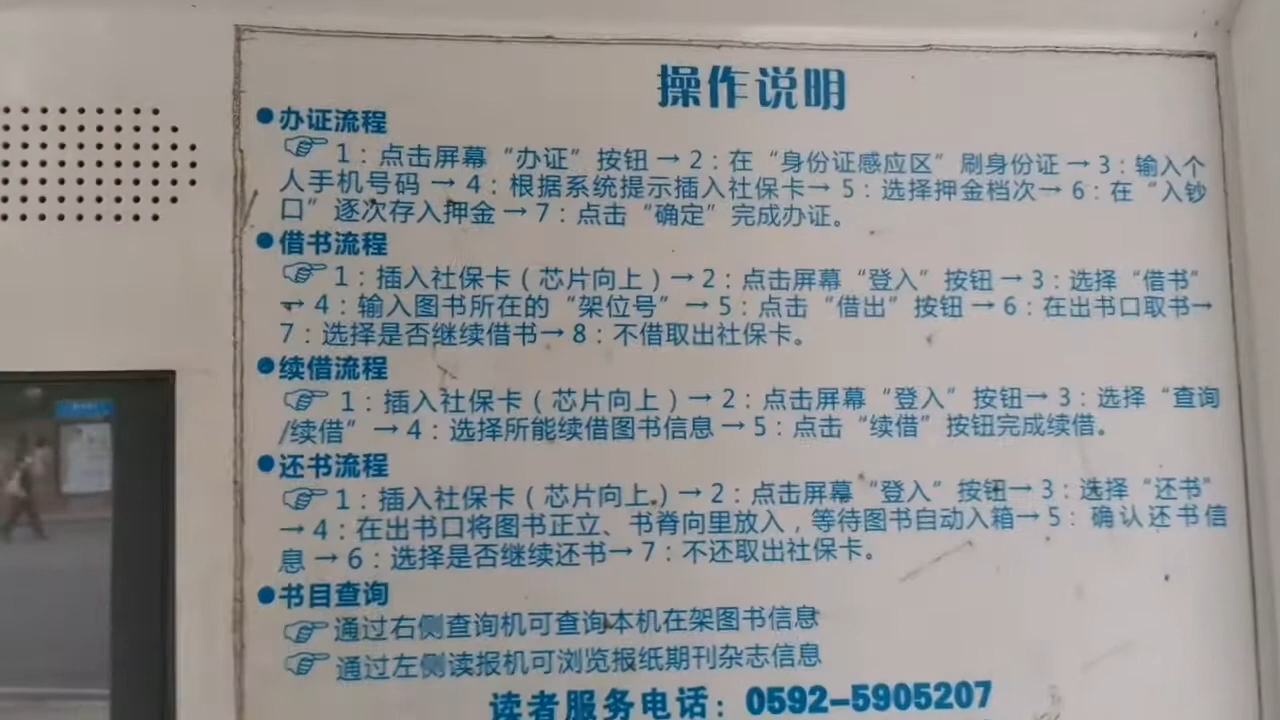 操作说明
●办证流程
1：点击屏幕“办证”按钮→2：在“身份证感应区”刷身份证→3：输入个
人手机号码→4：根据系统提示插入社保卡→5：选择押金档次→6：在“入钞
口”逐次存入押金→7：点击“确定”完成办证。
●借书流程
1：插入社保卡（芯片向上）→2：点击屏幕“登入”按钮→3：选择“借书”
→4：输入图书所在的“架位号”→5：点击“借出”按钮→6：在出书口取书→
7：选择是否继续借书→8：不借取出社保卡。
●续借流程
1：插入社保卡（芯片向上）→2：点击屏幕“登入”按钮→3：选择“查询
/续借”→4：选择所能续借图书信息→5：点击“续借”按钮完成续借。
●还书流程
1：插入社保卡（芯片向上）→2：点击屏幕“登入”按钮→3：选择“还书”
→4：在出书口将图书正立、书脊向里放入，等待图书自动入箱→5：确认还书信
息→6：选择是否继续还书→7：不还取出社保卡。
●书目查询
通过右侧查询机可查询本机在架图书信息
通过左侧读报机可浏览报纸期刊杂志信息
读者服务电话：0592-5905207